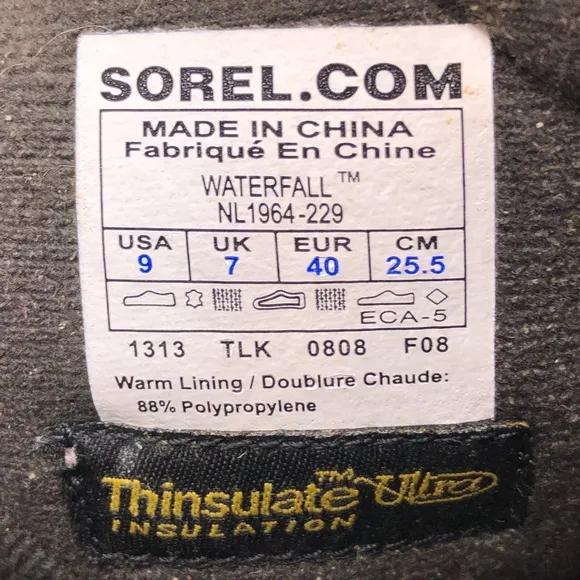 SOREL.COM
MADE IN CHINA
Fabriqué En Chine
WATERFALL™
NL1964-229
USA UK EUR CM
9 7 40 25.5
ECA-5
1313 TLK 0808 F08
Warm Lining / Doublure Chaude:
88% Polypropylene
Thinsulate™ Ultra
INSULATION